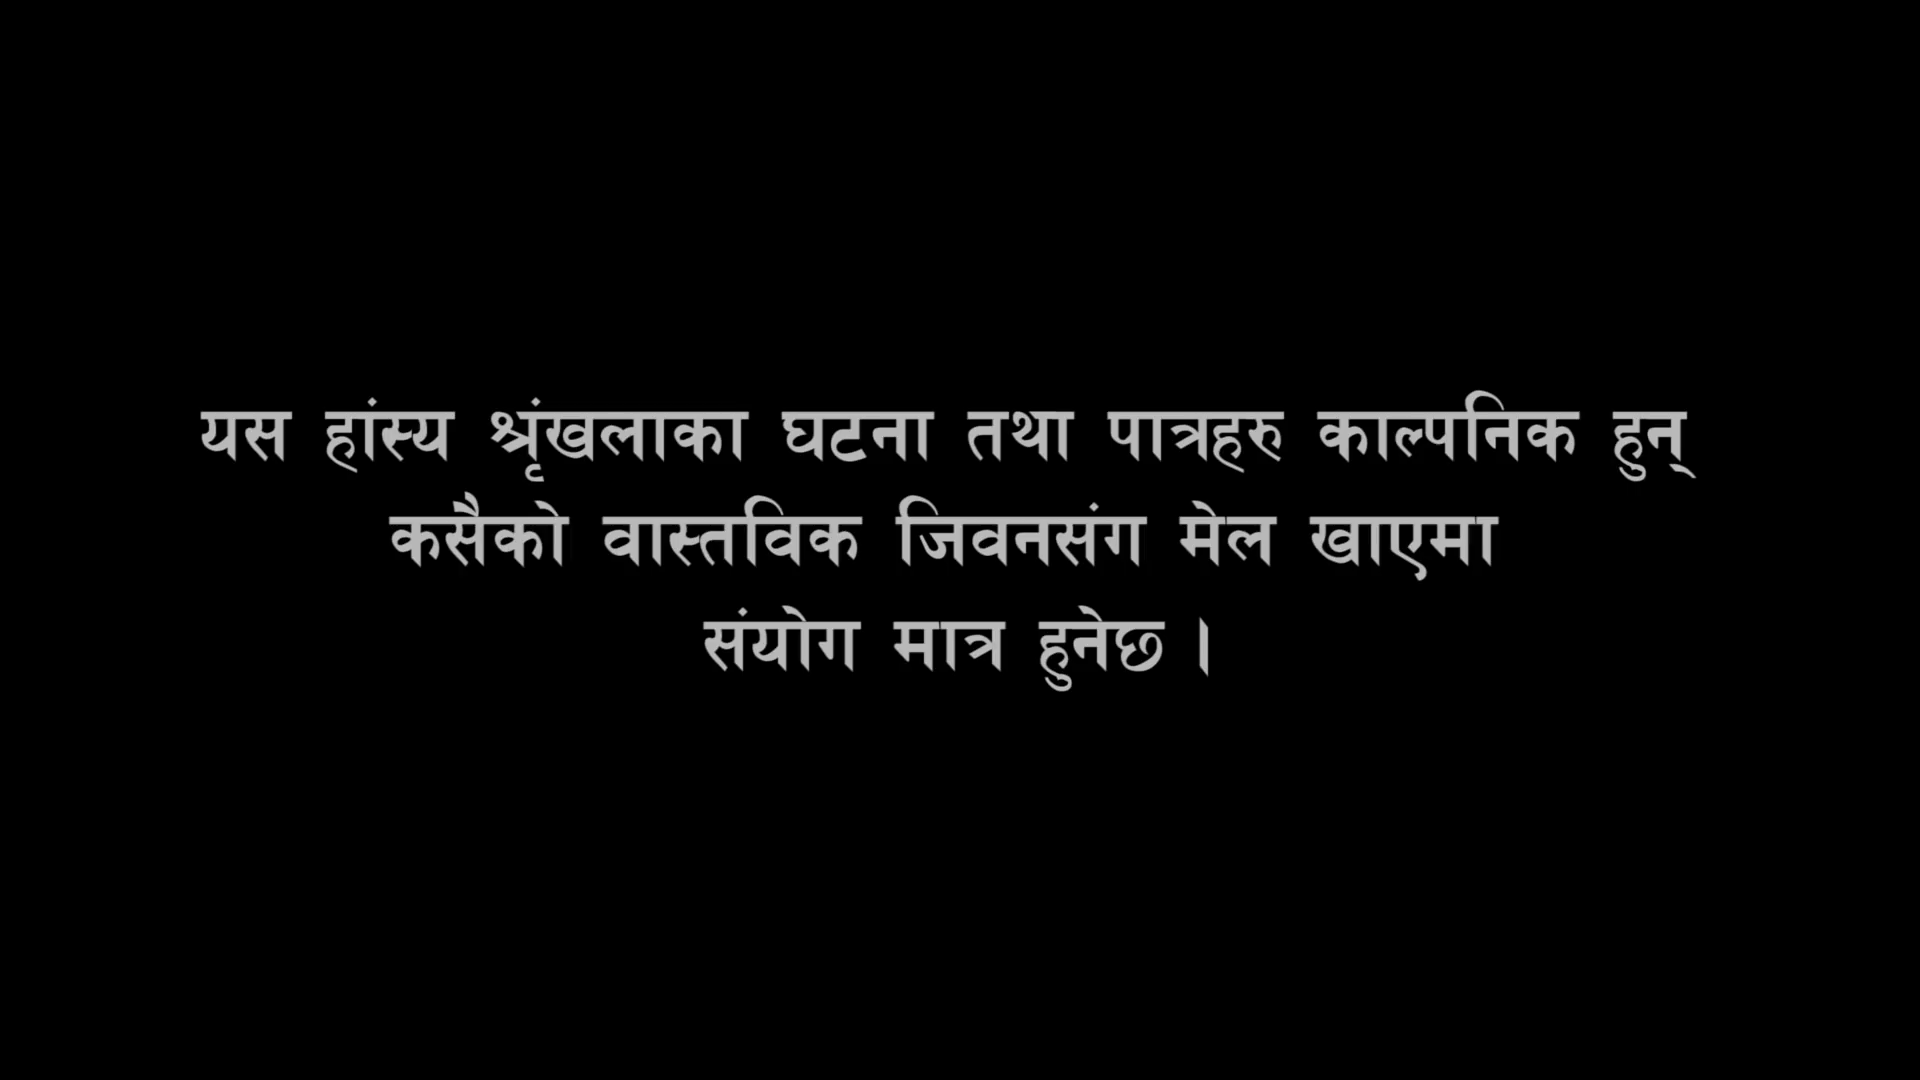 यस हांस्य श्रृंखलाका घटना तथा पात्रहरु काल्पनिक हुन्
कसैको वास्तविक जिवनसंग मेल खाएमा
संयोग मात्र हुनेछ ।